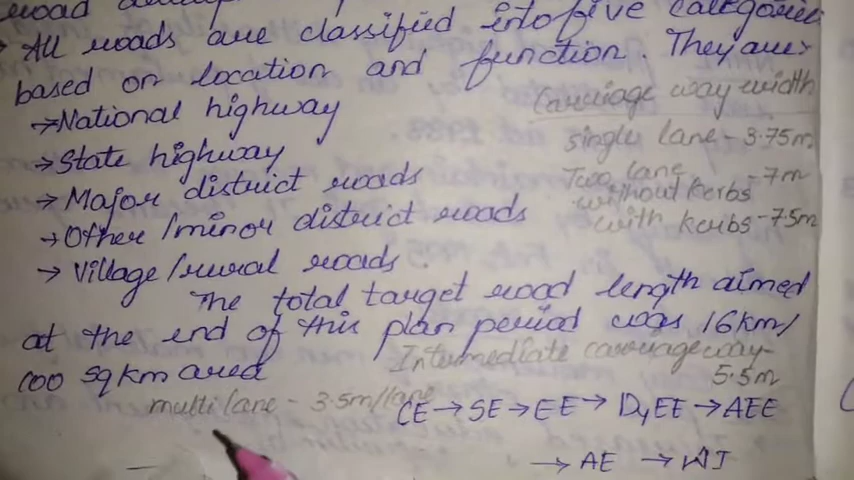 road
All roads are classified into five categories
based on location and function. They are:
→National highway
→State highway
→Major district roads
→Other/minor district roads
→Village/rural roads.
Carriage way width
single lane - 3.75m
Two lane
without kerbs - 7m
with kerbs - 7.5m
The total target road length aimed
at the end of this plan period was 16km/
100 sqkm area
Intermediate carriageway-
5.5m
multi lane - 3.5m/lane
CE→SE→EE→DyEE→AEE
→AE →WI